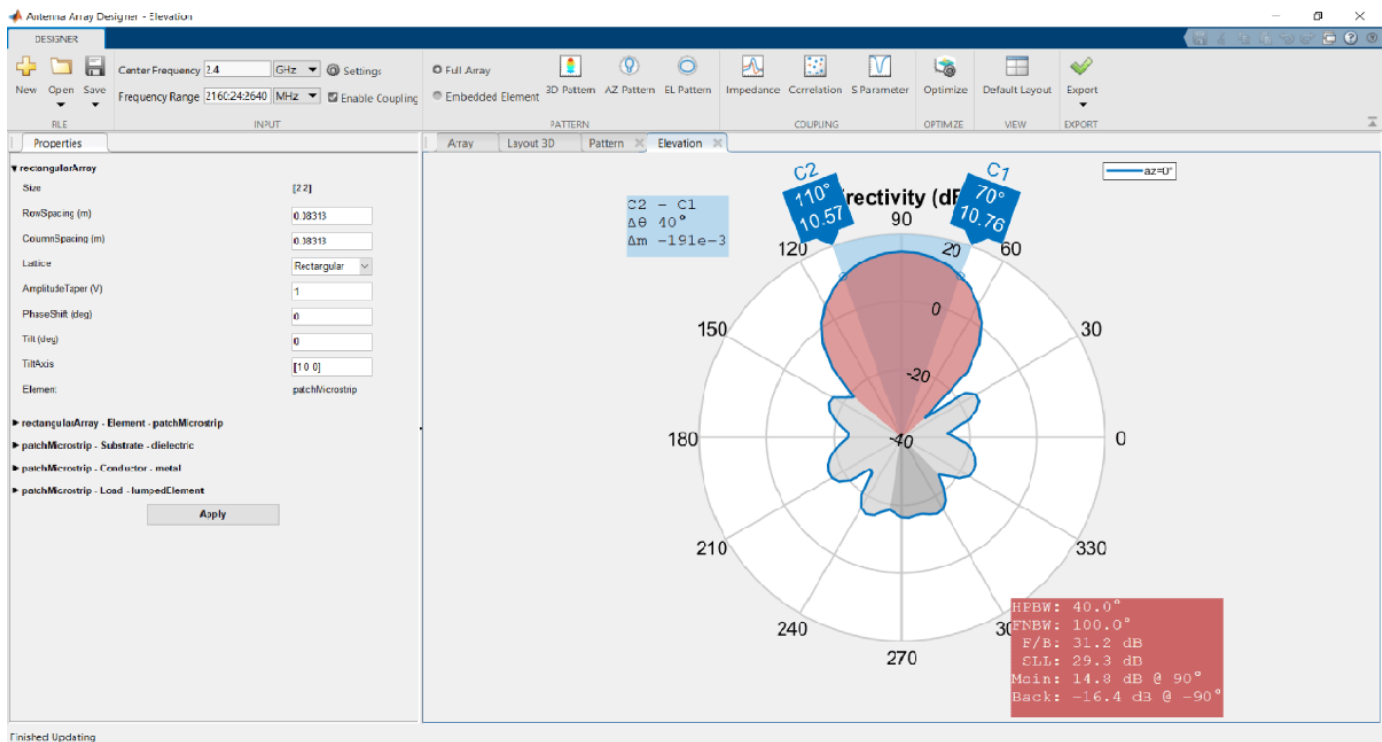 Antenna Array Designer - Elevation
DESIGNER
New Open Save
FILE
Center Frequency 2.4 GHz Settings
Frequency Range 2160:24:2640 MHz Enable Coupling
INPUT
Full Array
Embedded Element
3D Pattern AZ Pattern EL Pattern
PATTERN
Impedance Correlation S Parameter
COUPLING
Optimize
OPTIMIZE
Default Layout
VIEW
Export
EXPORT
Properties
rectangularArray
Size [2 2]
RowSpacing (m) 0.08313
ColumnSpacing (m) 0.08313
Lattice Rectangular
AmplitudeTaper (V) 1
PhaseShift (deg) 0
Tilt (deg) 0
TiltAxis [1 0 0]
Element patchMicrostrip
rectangularArray - Element - patchMicrostrip
patchMicrostrip - Substrate - dielectric
patchMicrostrip - Conductor - metal
patchMicrostrip - Load - lumpedElement
Apply
Array Layout 3D Pattern Elevation
az=0°
C2 - C1
Δθ 40°
Δm -191e-3
C2
110°
10.57
rectivity (dB
C1
70°
10.76
90
120
20
60
0
150
30
-20
180
-40
0
210
330
240
30
270
HPBW: 40.0°
FNBW: 100.0°
F/B: 31.2 dB
SLL: 29.3 dB
Main: 14.8 dB @ 90°
Back: -16.4 dB @ -90°
Finished Updating